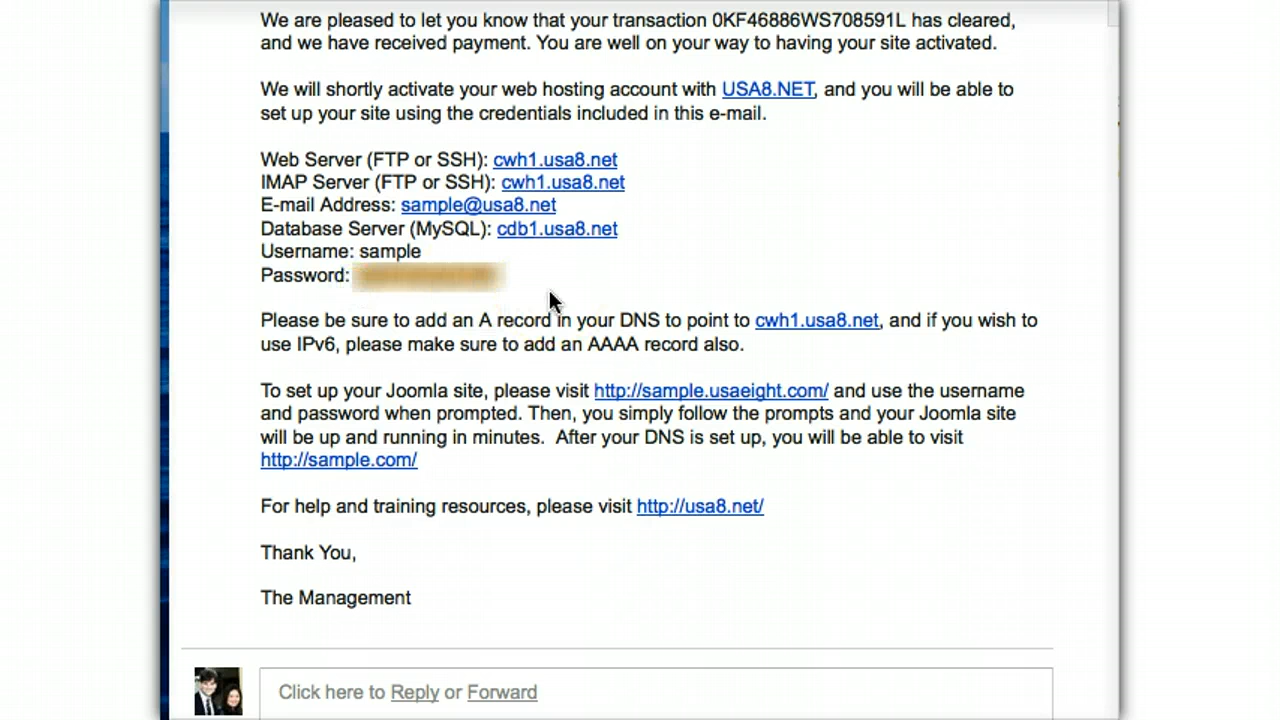 We are pleased to let you know that your transaction 0KF46886WS708591L has cleared,
and we have received payment. You are well on your way to having your site activated.
We will shortly activate your web hosting account with USA8.NET, and you will be able to
set up your site using the credentials included in this e-mail.
Web Server (FTP or SSH): cwh1.usa8.net
IMAP Server (FTP or SSH): cwh1.usa8.net
E-mail Address: sample@usa8.net
Database Server (MySQL): cdb1.usa8.net
Username: sample
Password:
Please be sure to add an A record in your DNS to point to cwh1.usa8.net, and if you wish to
use IPv6, please make sure to add an AAAA record also.
To set up your Joomla site, please visit http://sample.usaeight.com/ and use the username
and password when prompted. Then, you simply follow the prompts and your Joomla site
will be up and running in minutes.  After your DNS is set up, you will be able to visit
http://sample.com/
For help and training resources, please visit http://usa8.net/
Thank You,
The Management
Click here to Reply or Forward